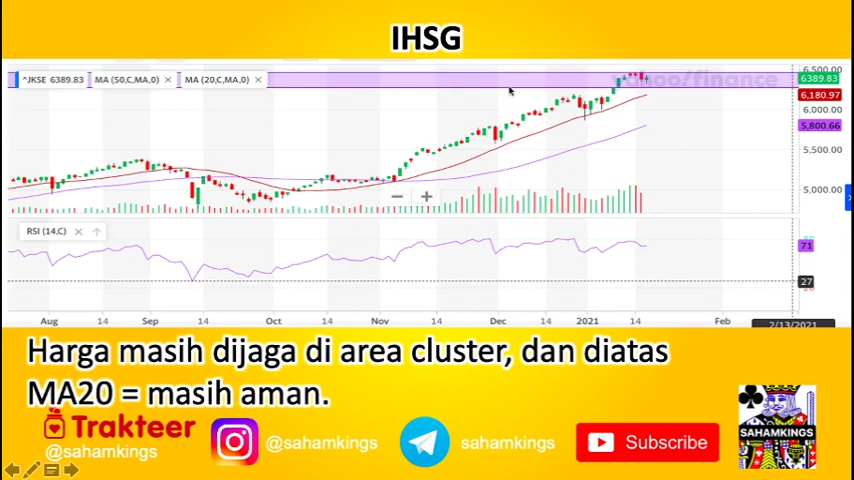 IHSG
^JKSE 6389.83
MA (50,C,MA,0)
MA (20,C,MA,0)
yahoo!finance
6,500.00
6389.83
6,180.97
6,000.00
5,800.66
5,500.00
5,000.00
RSI (14,C)
71
27
Aug 14 Sep 14 Oct 14 Nov 14 Dec 14 2021 14 Feb
2/13/2021
Harga masih dijaga di area cluster, dan diatas
MA20 = masih aman.
Trakteer
@sahamkings
@sahamkings
sahamkings
Subscribe
SAHAMKINGS